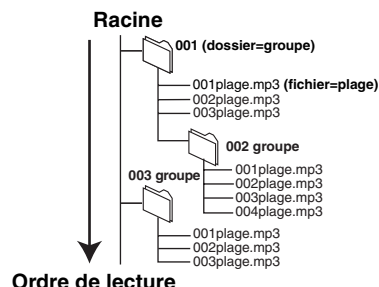 Racine
001 (dossier=groupe)
001plage.mp3 (fichier=plage)
002plage.mp3
003plage.mp3
002 groupe
001plage.mp3
002plage.mp3
003plage.mp3
004plage.mp3
003 groupe
001plage.mp3
002plage.mp3
003plage.mp3
Ordre de lecture